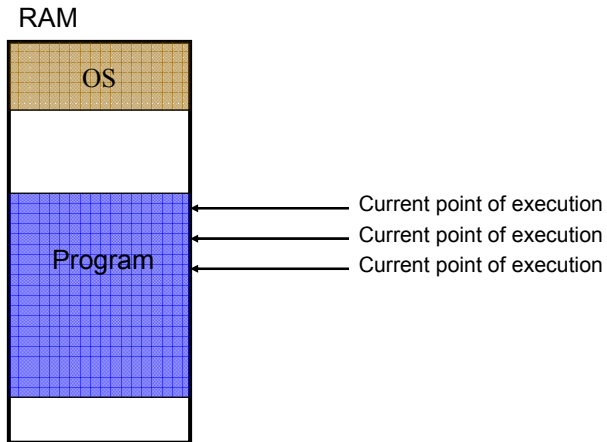 RAM
OS
Current point of execution
Current point of execution
Program
Current point of execution